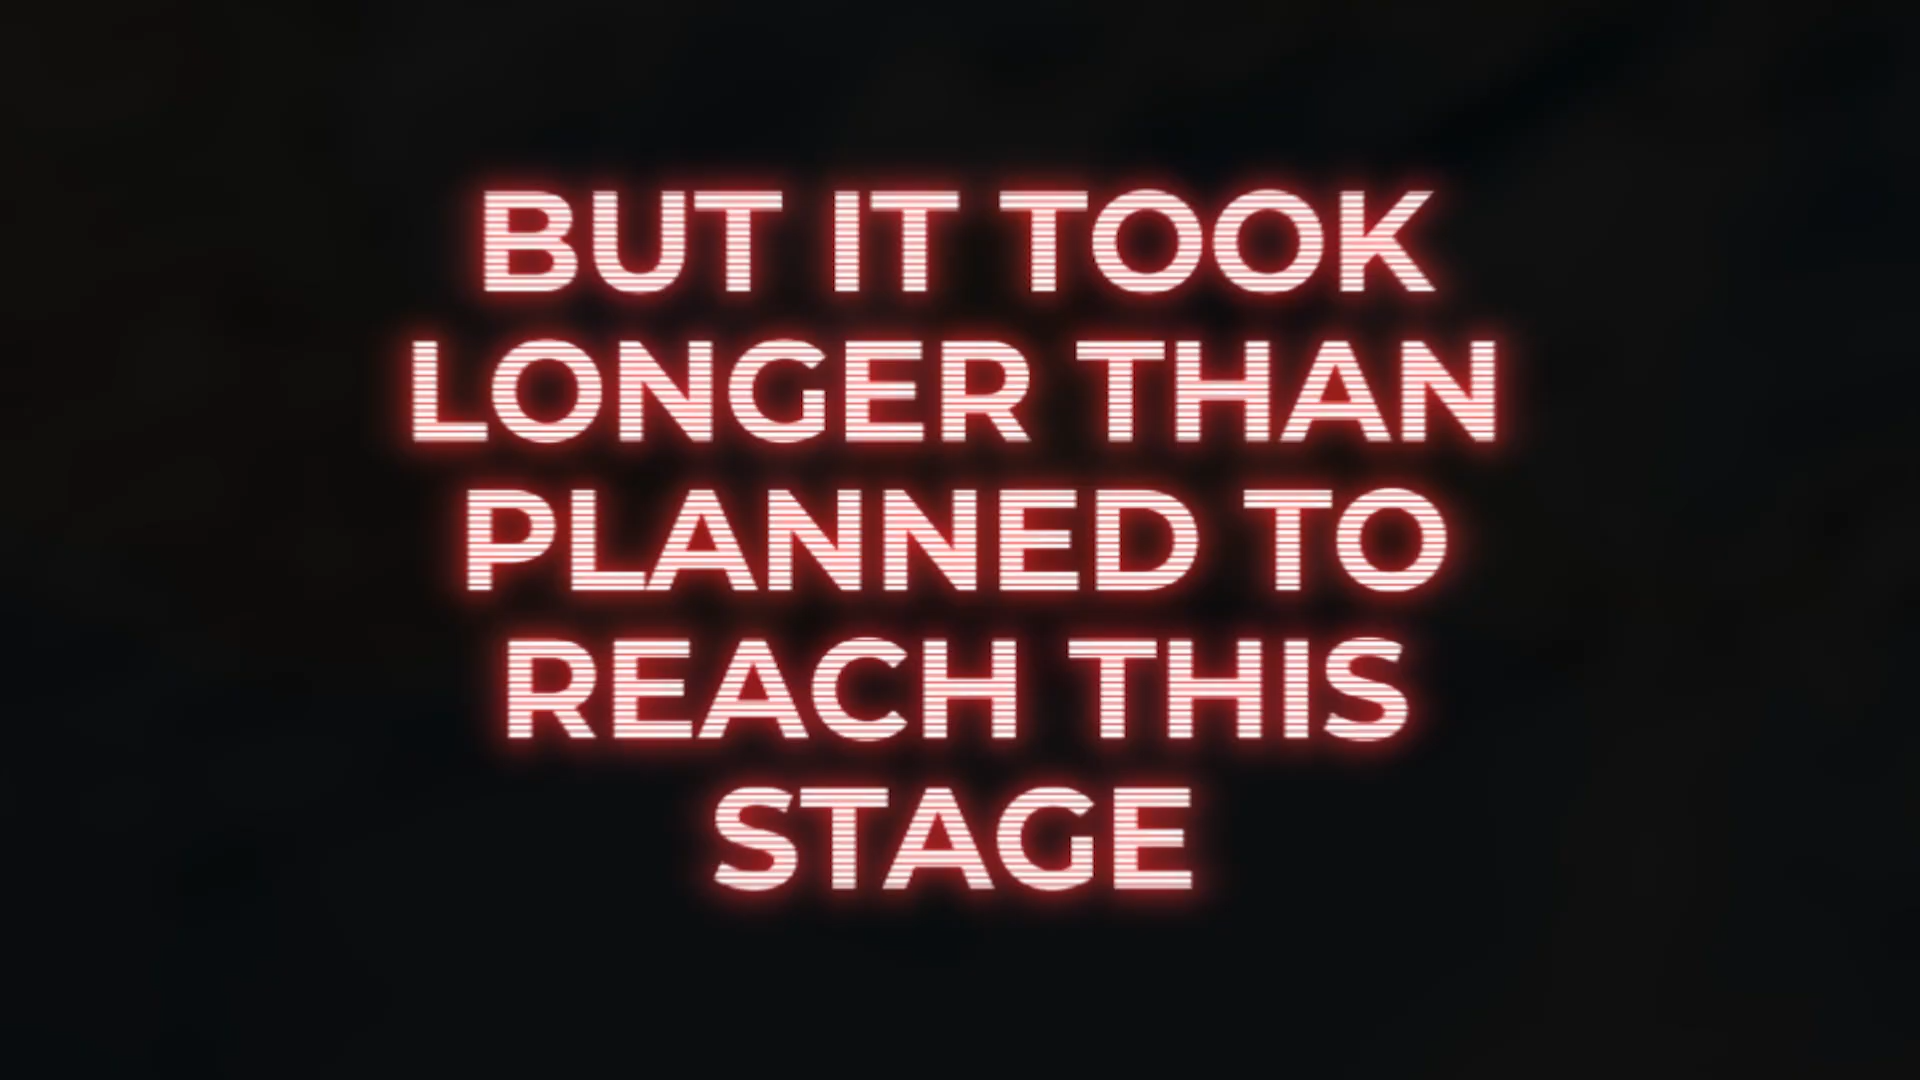 BUT IT TOOK
LONGER THAN
PLANNED TO
REACH THIS
STAGE